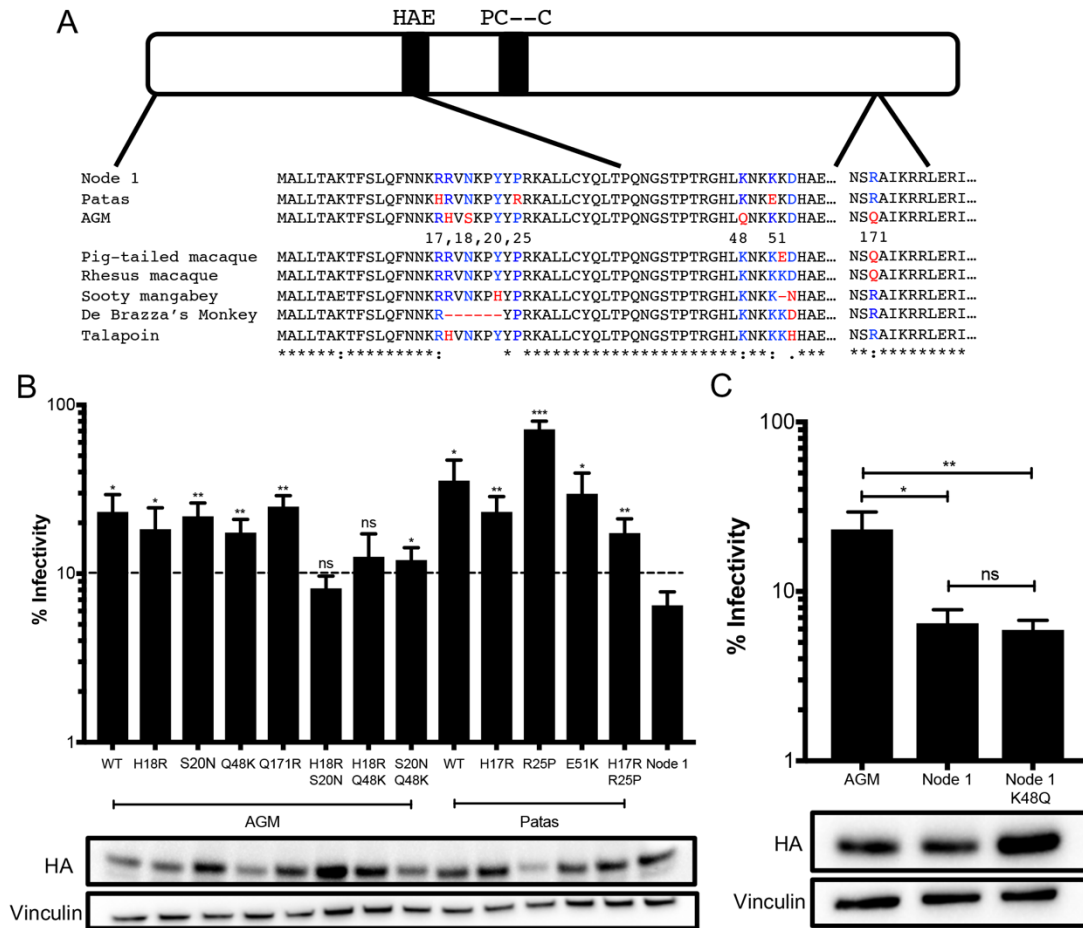 A
HAE PC--C
Node 1 MALLTAKTFSLQFNNKRRVNKPYYPRKALLCYQLTPQNGSTPTRGHLKNKKKDHAE… NSRAIKRRLERI…
Patas MALLTAKTFSLQFNNKHRVNKPYYRRKALLCYQLTPQNGSTPTRGHLKNKEKDHAE… NSRAIKRRLERI…
AGM MALLTAKTFSLQFNNKRHVSKPYYPRKALLCYQLTPQNGSTPTRGHLQNKKKDHAE… NSQAIKRRLERI…
17,18,20,25 48 51 171
Pig-tailed macaque MALLTAKTFSLQFNNKRRVNKPYYPRKALLCYQLTPQNGSTPTRGHLKNKKEDHAE… NSQAIKRRLERI…
Rhesus macaque MALLTAETFSLQFNNKRRVNKPYYPRKALLCYQLTPQNGSTPTRGHLKNKKKDHAE… NSQAIKRRLERI…
Sooty mangabey MALLTAETFSLQFNNKRRVNKPHYPRKALLCYQLTPQNGSTPTRGHLKNKK-NHAE… NSRAIKRRLERI…
De Brazza's Monkey MALLTAKTFSLQFNNKR------YPRKALLCYQLTPQNGSTPTRGHLKNKKKDHAE… NSRAIKRRLERI…
Talapoin MALLTAKTFSLQFNNKRHVNKPYYPRKALLCYQLTPQNGSTPTRGHLKNKKKHHAE… NSRAIKRRLERI…
B
100
10
1
% Infectivity
* * ** ** ** ns ns * * ** *** * **
WT H18R S20N Q48K Q171R H18R H18R S20N WT H17R R25P E51K H17R Node 1
S20N Q48K Q48K R25P
AGM Patas
HA
Vinculin
C
100
10
1
% Infectivity
**
*
ns
AGM Node 1 Node 1
K48Q
HA
Vinculin